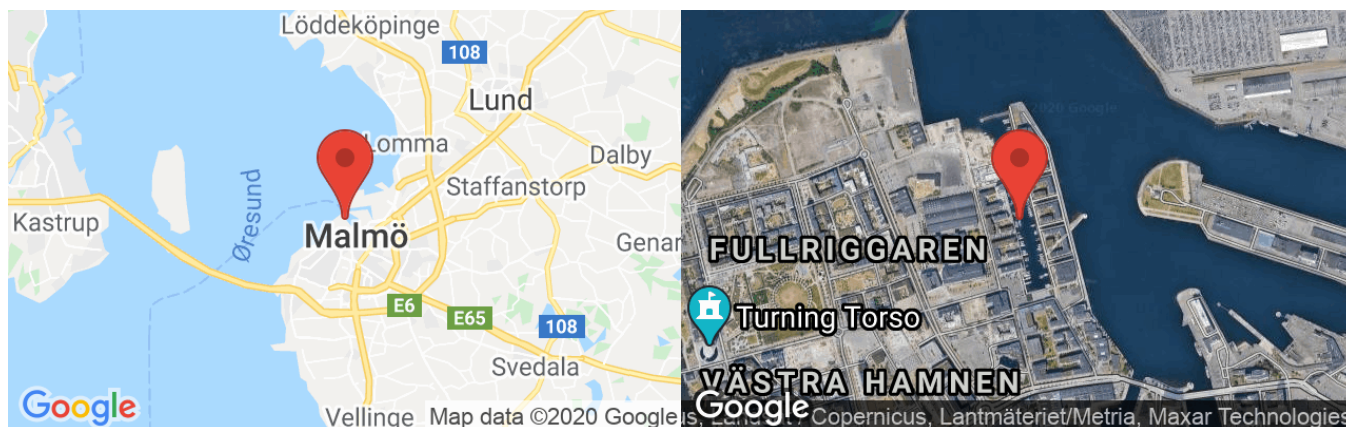 Löddeköpinge
108
Lund
Lomma
Dalby
Staffanstorp
Kastrup
Øresund
Malmö
Genar
E6
E65
108
Svedala
Vellinge
Google
Map data ©2020 Google
2020 Google
FULLRIGGAREN
Turning Torso
VÄSTRA HAMNEN
Google
Copernicus, Lantmäteriet/Metria, Maxar Technologies